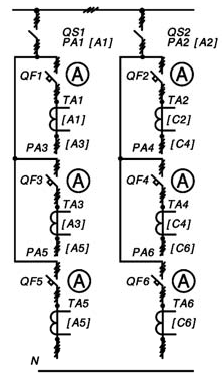 QS1 QS2
PA1 [A1] PA2 [A2]
QF1 A QF2 A
TA1 TA2
[A1] [C2]
PA3 [A3] PA4 [C4]
QF3 A QF4 A
TA3 TA4
[A3] [C4]
PA5 [A5] PA6 [C6]
QF5 A QF6 A
TA5 TA6
[A5] [C6]
N